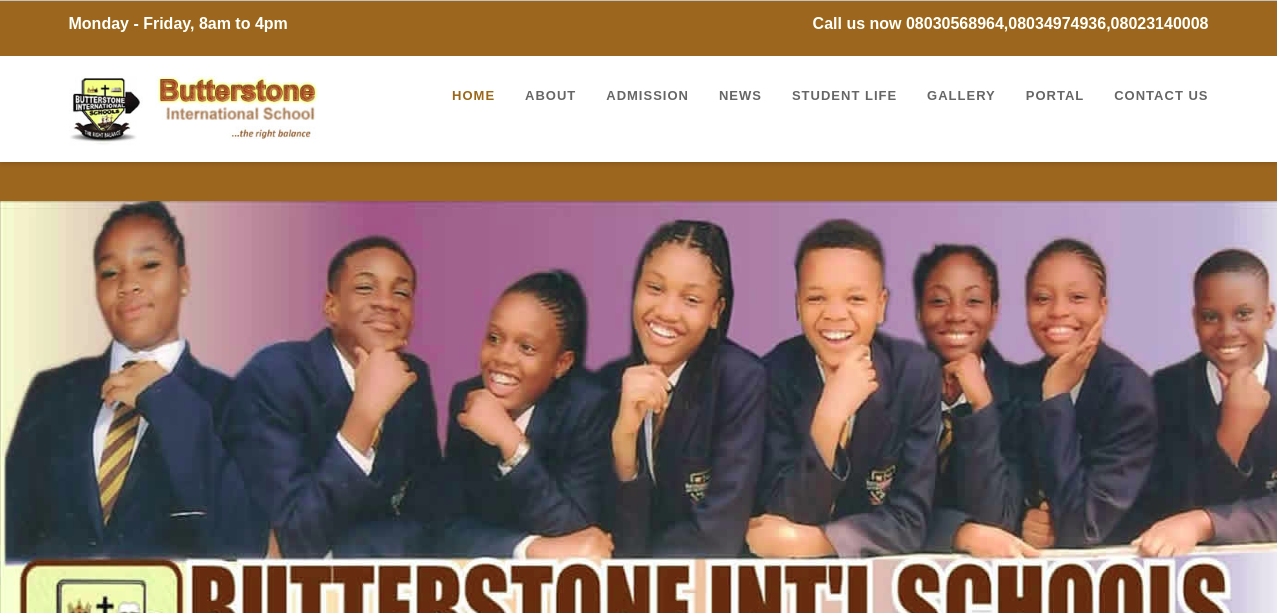 Monday - Friday, 8am to 4pm
Call us now 08030568964,08034974936,08023140008
BUTTERSTONE
INTERNATIONAL
SCHOOLS
THE RIGHT BALANCE
Butterstone
International School
...the right balance
HOME ABOUT ADMISSION NEWS STUDENT LIFE GALLERY PORTAL CONTACT US
BUTTERSTONE INT'L SCHOOLS